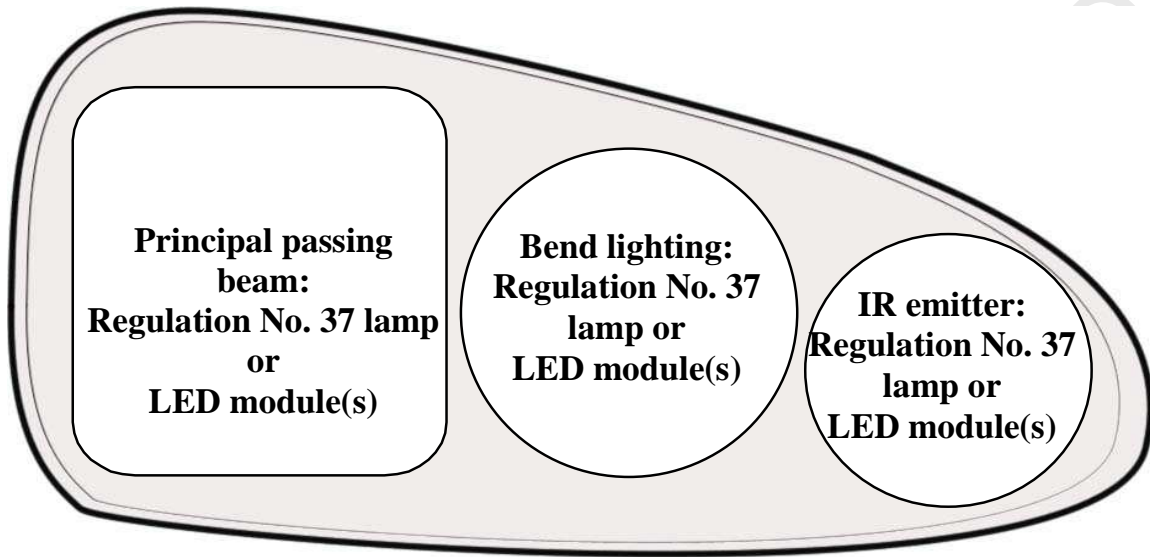 Principal passing
beam:
Regulation No. 37 lamp
or
LED module(s)
Bend lighting:
Regulation No. 37
lamp or
LED module(s)
IR emitter:
Regulation No. 37
lamp or
LED module(s)